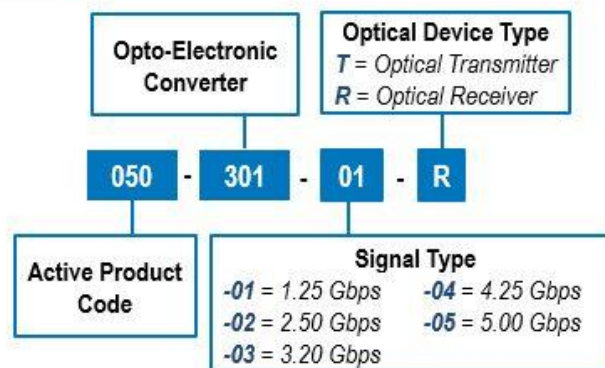 Opto-Electronic
Converter
Optical Device Type
T = Optical Transmitter
R = Optical Receiver
050 - 301 - 01 - R
Active Product
Code
Signal Type
-01 = 1.25 Gbps -04 = 4.25 Gbps
-02 = 2.50 Gbps -05 = 5.00 Gbps
-03 = 3.20 Gbps